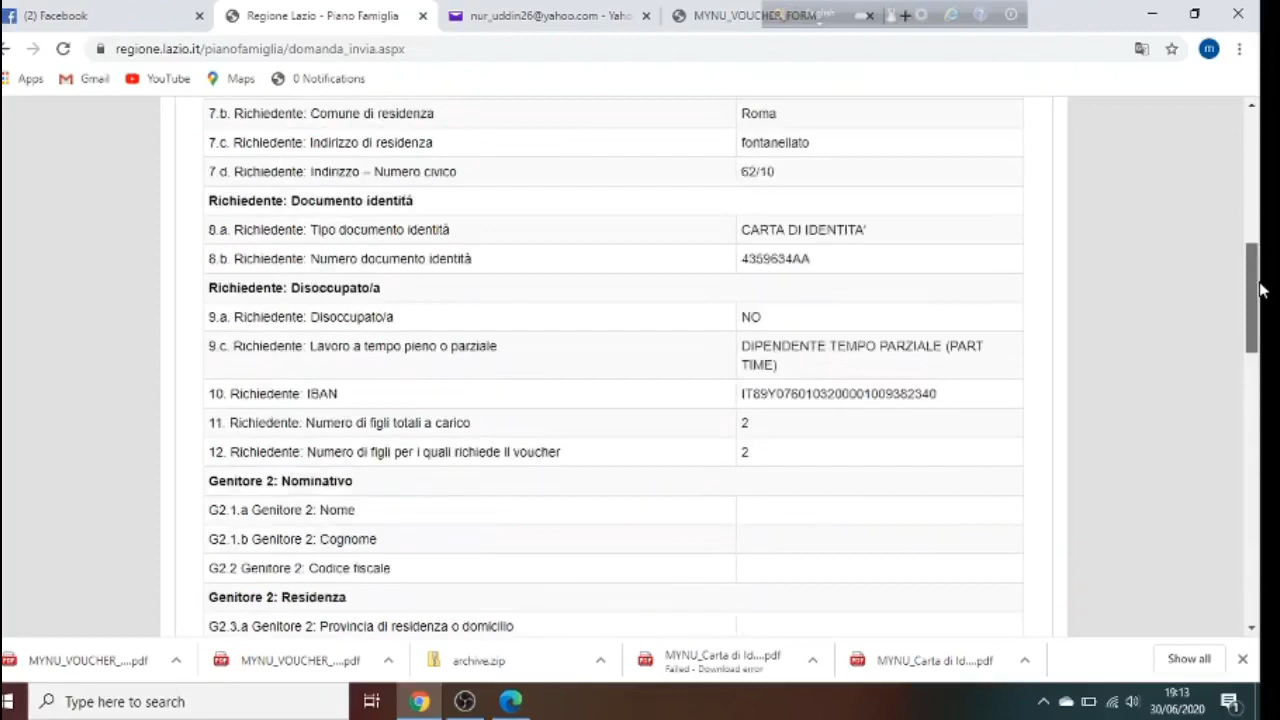 (2) Facebook
Regione Lazio - Piano Famiglia
nur_uddin26@yahoo.com - Yaho
MYNU_VOUCHER_FORM
regione.lazio.it/pianofamiglia/domanda_invia.aspx
m
Apps
Gmail
YouTube
Maps
0 Notifications
7.b. Richiedente: Comune di residenza
Roma
7.c. Richiedente: Indirizzo di residenza
fontanellato
7.d. Richiedente: Indirizzo – Numero civico
62/10
Richiedente: Documento identitá
8.a. Richiedente: Tipo documento identitá
CARTA DI IDENTITA'
8.b. Richiedente: Numero documento identitá
4359634AA
Richiedente: Disoccupato/a
9.a. Richiedente: Disoccupato/a
NO
9.c. Richiedente: Lavoro a tempo pieno o parziale
DIPENDENTE TEMPO PARZIALE (PART
TIME)
10. Richiedente: IBAN
IT89Y0760103200001009382340
11. Richiedente: Numero di figli totali a carico
2
12. Richiedente: Numero di figli per i quali richiede Il voucher
2
Genitore 2: Nominativo
G2.1.a Genitore 2: Nome
G2.1.b Genitore 2: Cognome
G2.2 Genitore 2: Codice fiscale
Genitore 2: Residenza
G2.3.a Genitore 2: Provincia di residenza o domicilio
MYNU_VOUCHER_....pdf
MYNU_VOUCHER_....pdf
archive.zip
MYNU_Carta di Id....pdf
Failed - Download error
MYNU_Carta di Id....pdf
Show all
Type here to search
19:13
30/06/2020